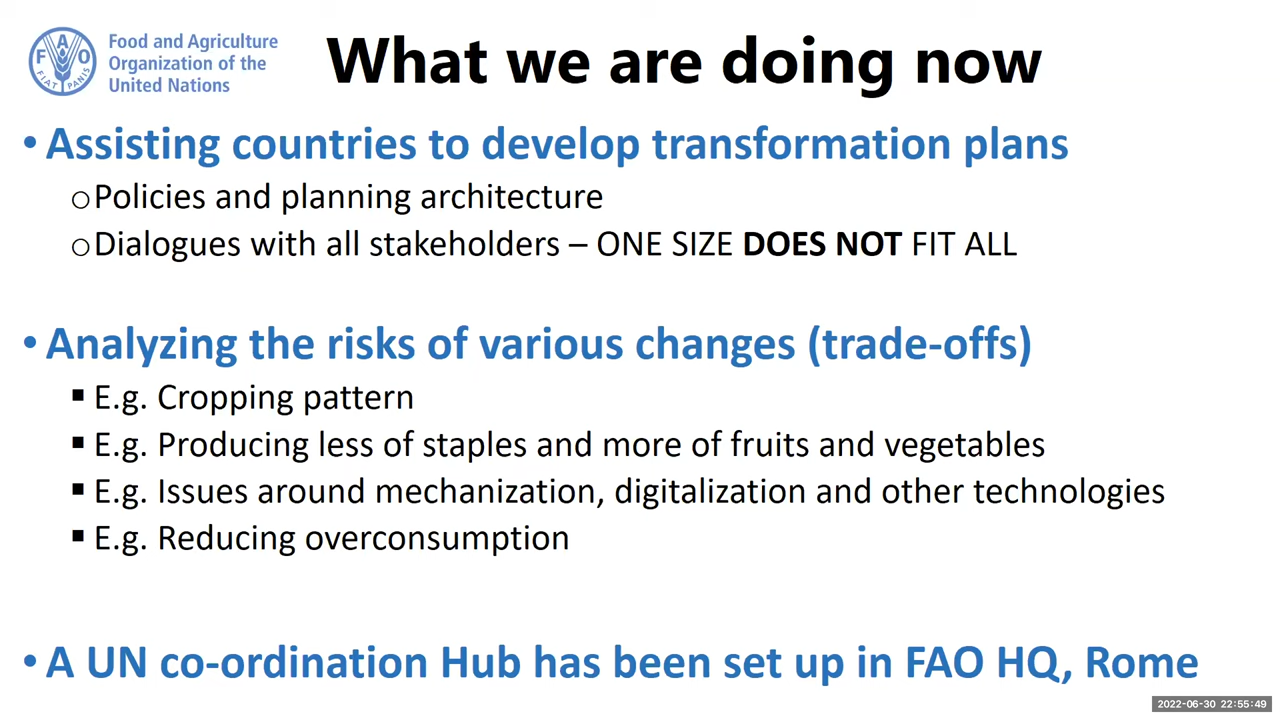 F A O
FIAT PANIS
Food and Agriculture
Organization of the
United Nations
What we are doing now
• Assisting countries to develop transformation plans
o Policies and planning architecture
o Dialogues with all stakeholders – ONE SIZE DOES NOT FIT ALL
• Analyzing the risks of various changes (trade-offs)
▪ E.g. Cropping pattern
▪ E.g. Producing less of staples and more of fruits and vegetables
▪ E.g. Issues around mechanization, digitalization and other technologies
▪ E.g. Reducing overconsumption
• A UN co-ordination Hub has been set up in FAO HQ, Rome
2022-06-30 22:55:49